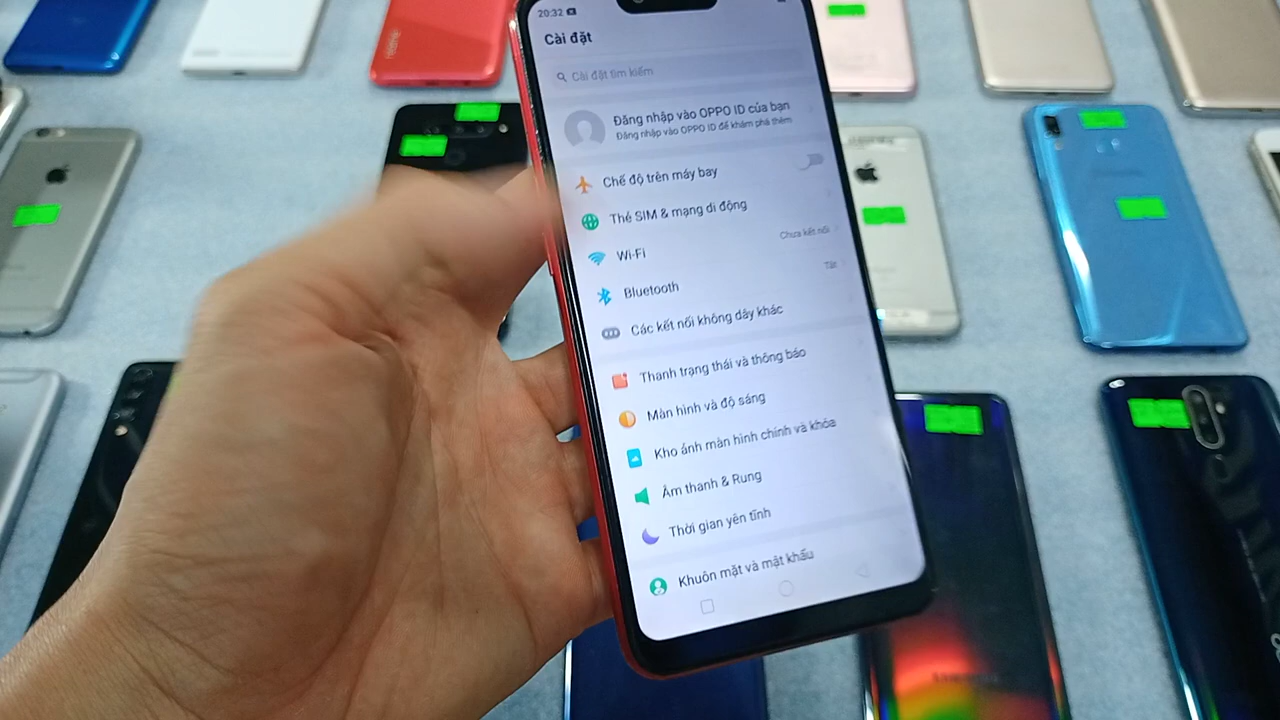 20:32
Cài đặt
Cài đặt tìm kiếm
Đăng nhập vào OPPO ID của bạn
Đăng nhập vào OPPO ID để khám phá thêm
Chế độ trên máy bay
Thẻ SIM & mạng di động
Wi-Fi
Chưa kết nối
Bluetooth
Tắt
Các kết nối không dây khác
Thanh trạng thái và thông báo
Màn hình và độ sáng
Kho ảnh màn hình chính và khóa
Âm thanh & Rung
Thời gian yên tĩnh
Khuôn mặt và mật khẩu